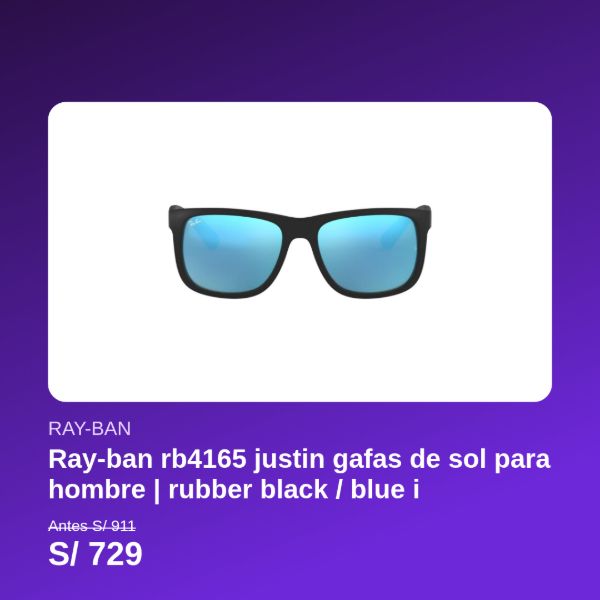 RAY-BAN
Ray-ban rb4165 justin gafas de sol para
hombre | rubber black / blue i
Antes S/ 911
S/ 729